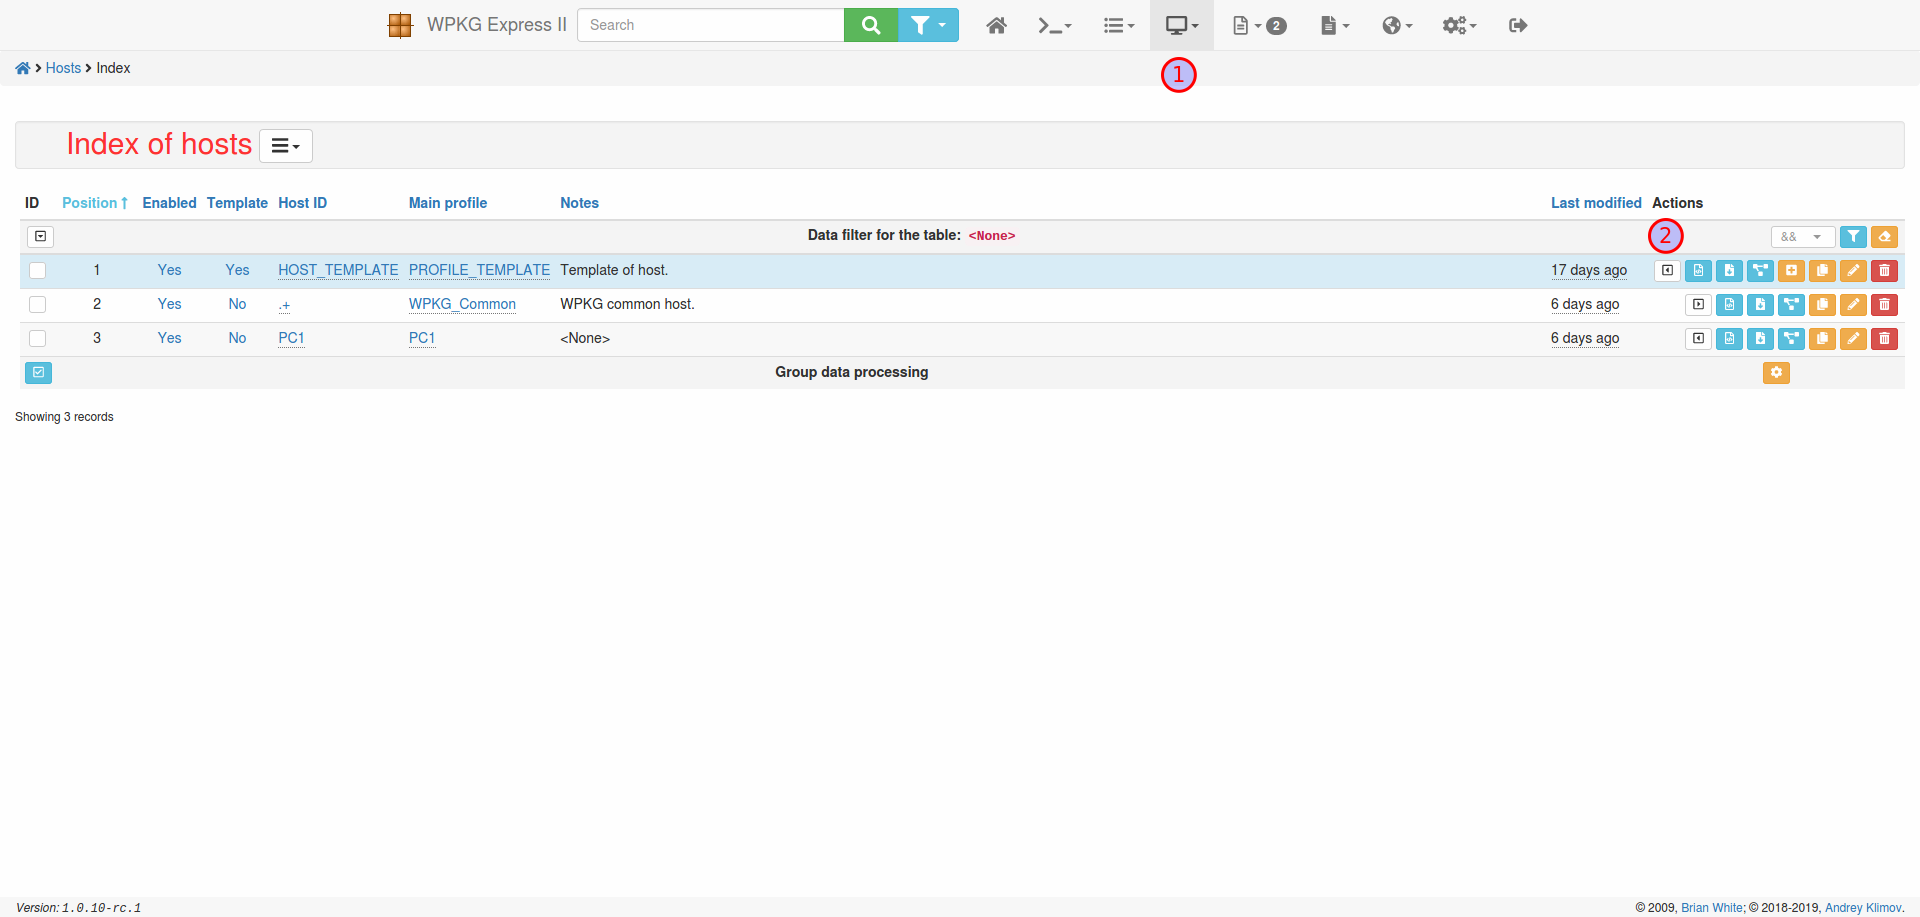 WPKG Express II Search 2
Hosts Index
1
Index of hosts
ID Position Enabled Template Host ID Main profile Notes Last modified Actions
Data filter for the table: <None> 2 &&
1 Yes Yes HOST_TEMPLATE PROFILE_TEMPLATE Template of host. 17 days ago
2 Yes No .+ WPKG_Common WPKG common host. 6 days ago
3 Yes No PC1 PC1 <None> 6 days ago
Group data processing
Showing 3 records
Version: 1.0.10-rc.1 © 2009, Brian White; © 2018-2019, Andrey Klimov.